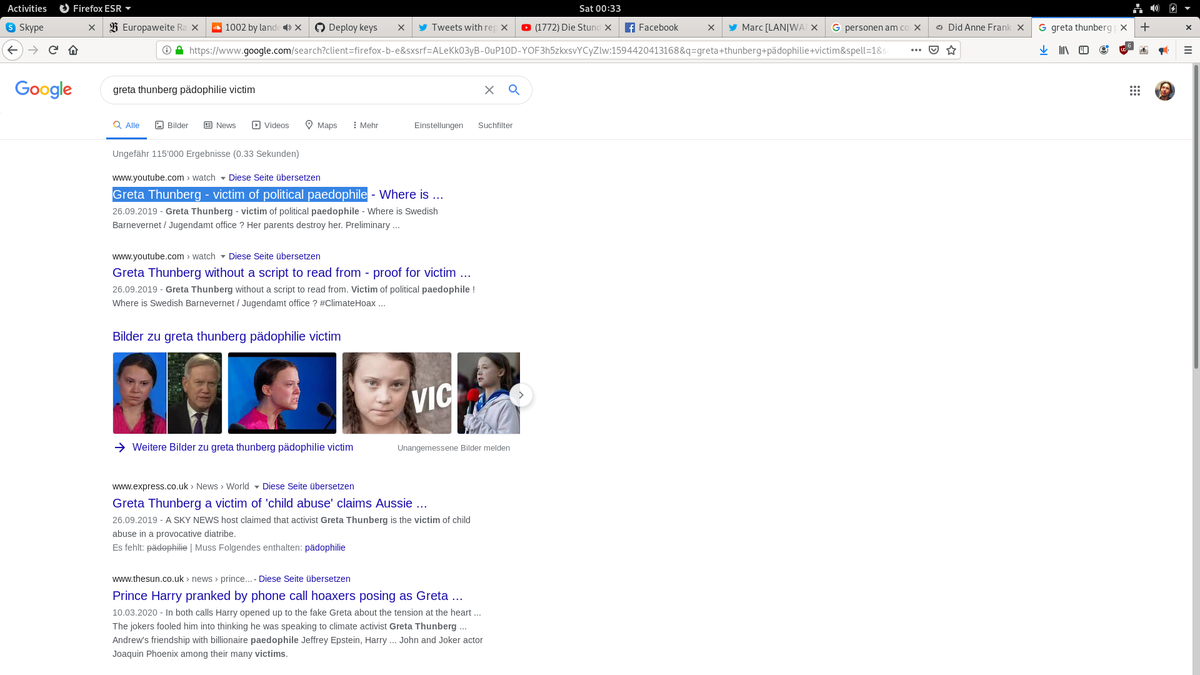 Activities Firefox ESR Sat 00:33
Skype Europaweite Ra 1002 by lande Deploy keys Tweets with rep (1772) Die Stund Facebook Marc [LAN|WA personen am co Did Anne Frank greta thunberg p
https://www.google.com/search?client=firefox-b-e&sxsrf=ALeKk03yB-0uP10D-YOF3h5zkxsvYCyZlw:1594420413168&q=greta+thunberg+pädophilie+victim&spell=1&s
Google greta thunberg pädophilie victim
Alle Bilder News Videos Maps Mehr Einstellungen Suchfilter
Ungefähr 115'000 Ergebnisse (0.33 Sekunden)
www.youtube.com › watch Diese Seite übersetzen
Greta Thunberg - victim of political paedophile - Where is ...
26.09.2019 - Greta Thunberg - victim of political paedophile - Where is Swedish
Barnevernet / Jugendamt office ? Her parents destroy her. Preliminary ...
www.youtube.com › watch Diese Seite übersetzen
Greta Thunberg without a script to read from - proof for victim ...
26.09.2019 - Greta Thunberg without a script to read from. Victim of political paedophile !
Where is Swedish Barnevernet / Jugendamt office ? #ClimateHoax ...
Bilder zu greta thunberg pädophilie victim
VIC
Weitere Bilder zu greta thunberg pädophilie victim Unangemessene Bilder melden
www.express.co.uk › News › World Diese Seite übersetzen
Greta Thunberg a victim of 'child abuse' claims Aussie ...
26.09.2019 - A SKY NEWS host claimed that activist Greta Thunberg is the victim of child
abuse in a provocative diatribe.
Es fehlt: pädophilie | Muss Folgendes enthalten: pädophilie
www.thesun.co.uk › news › prince... - Diese Seite übersetzen
Prince Harry pranked by phone call hoaxers posing as Greta ...
10.03.2020 - In both calls Harry opened up to the fake Greta about the tension at the heart ...
The jokers fooled him into thinking he was speaking to climate activist Greta Thunberg ...
Andrew's friendship with billionaire paedophile Jeffrey Epstein, Harry ... John and Joker actor
Joaquin Phoenix among their many victims.